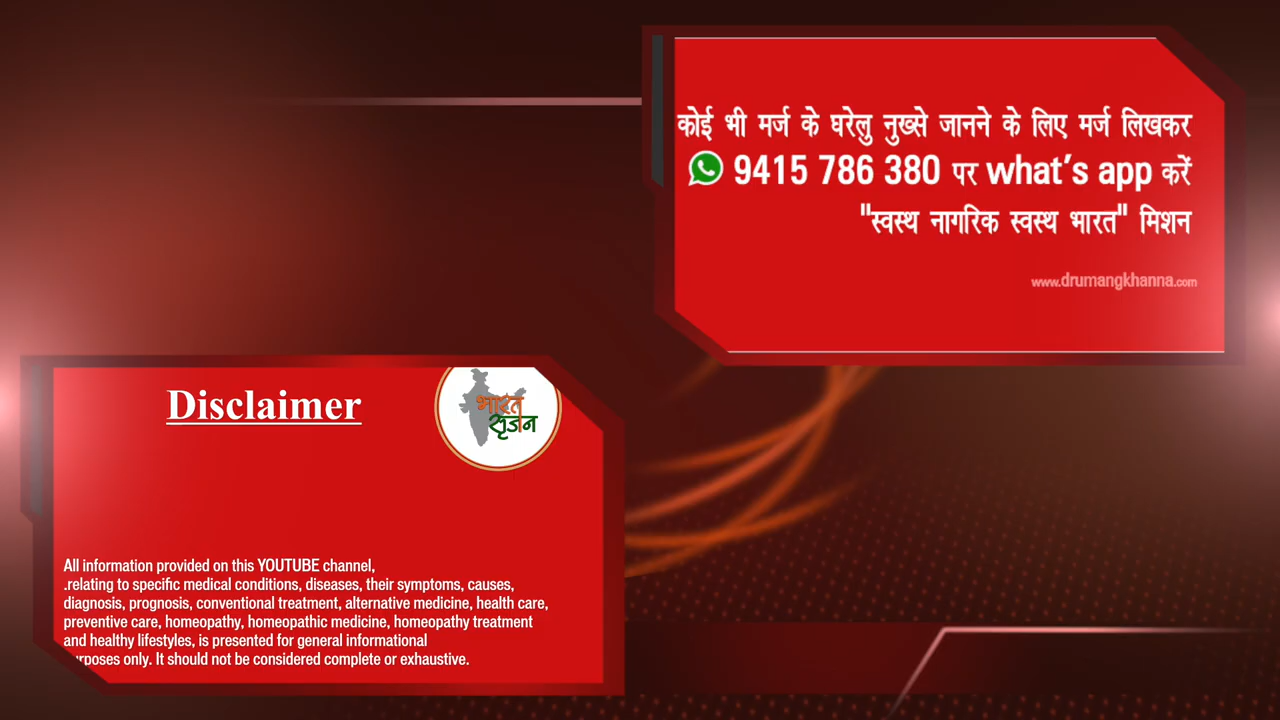 कोई भी मर्ज के घरेलु नुख्से जानने के लिए मर्ज लिखकर
9415 786 380 पर what's app करें
"स्वस्थ नागरिक स्वस्थ भारत" मिशन
www.drumangkhanna.com
Disclaimer
भारत
सृजन
All information provided on this YOUTUBE channel,
.relating to specific medical conditions, diseases, their symptoms, causes,
diagnosis, prognosis, conventional treatment, alternative medicine, health care,
preventive care, homeopathy, homeopathic medicine, homeopathy treatment
and healthy lifestyles, is presented for general informational
urposes only. It should not be considered complete or exhaustive.